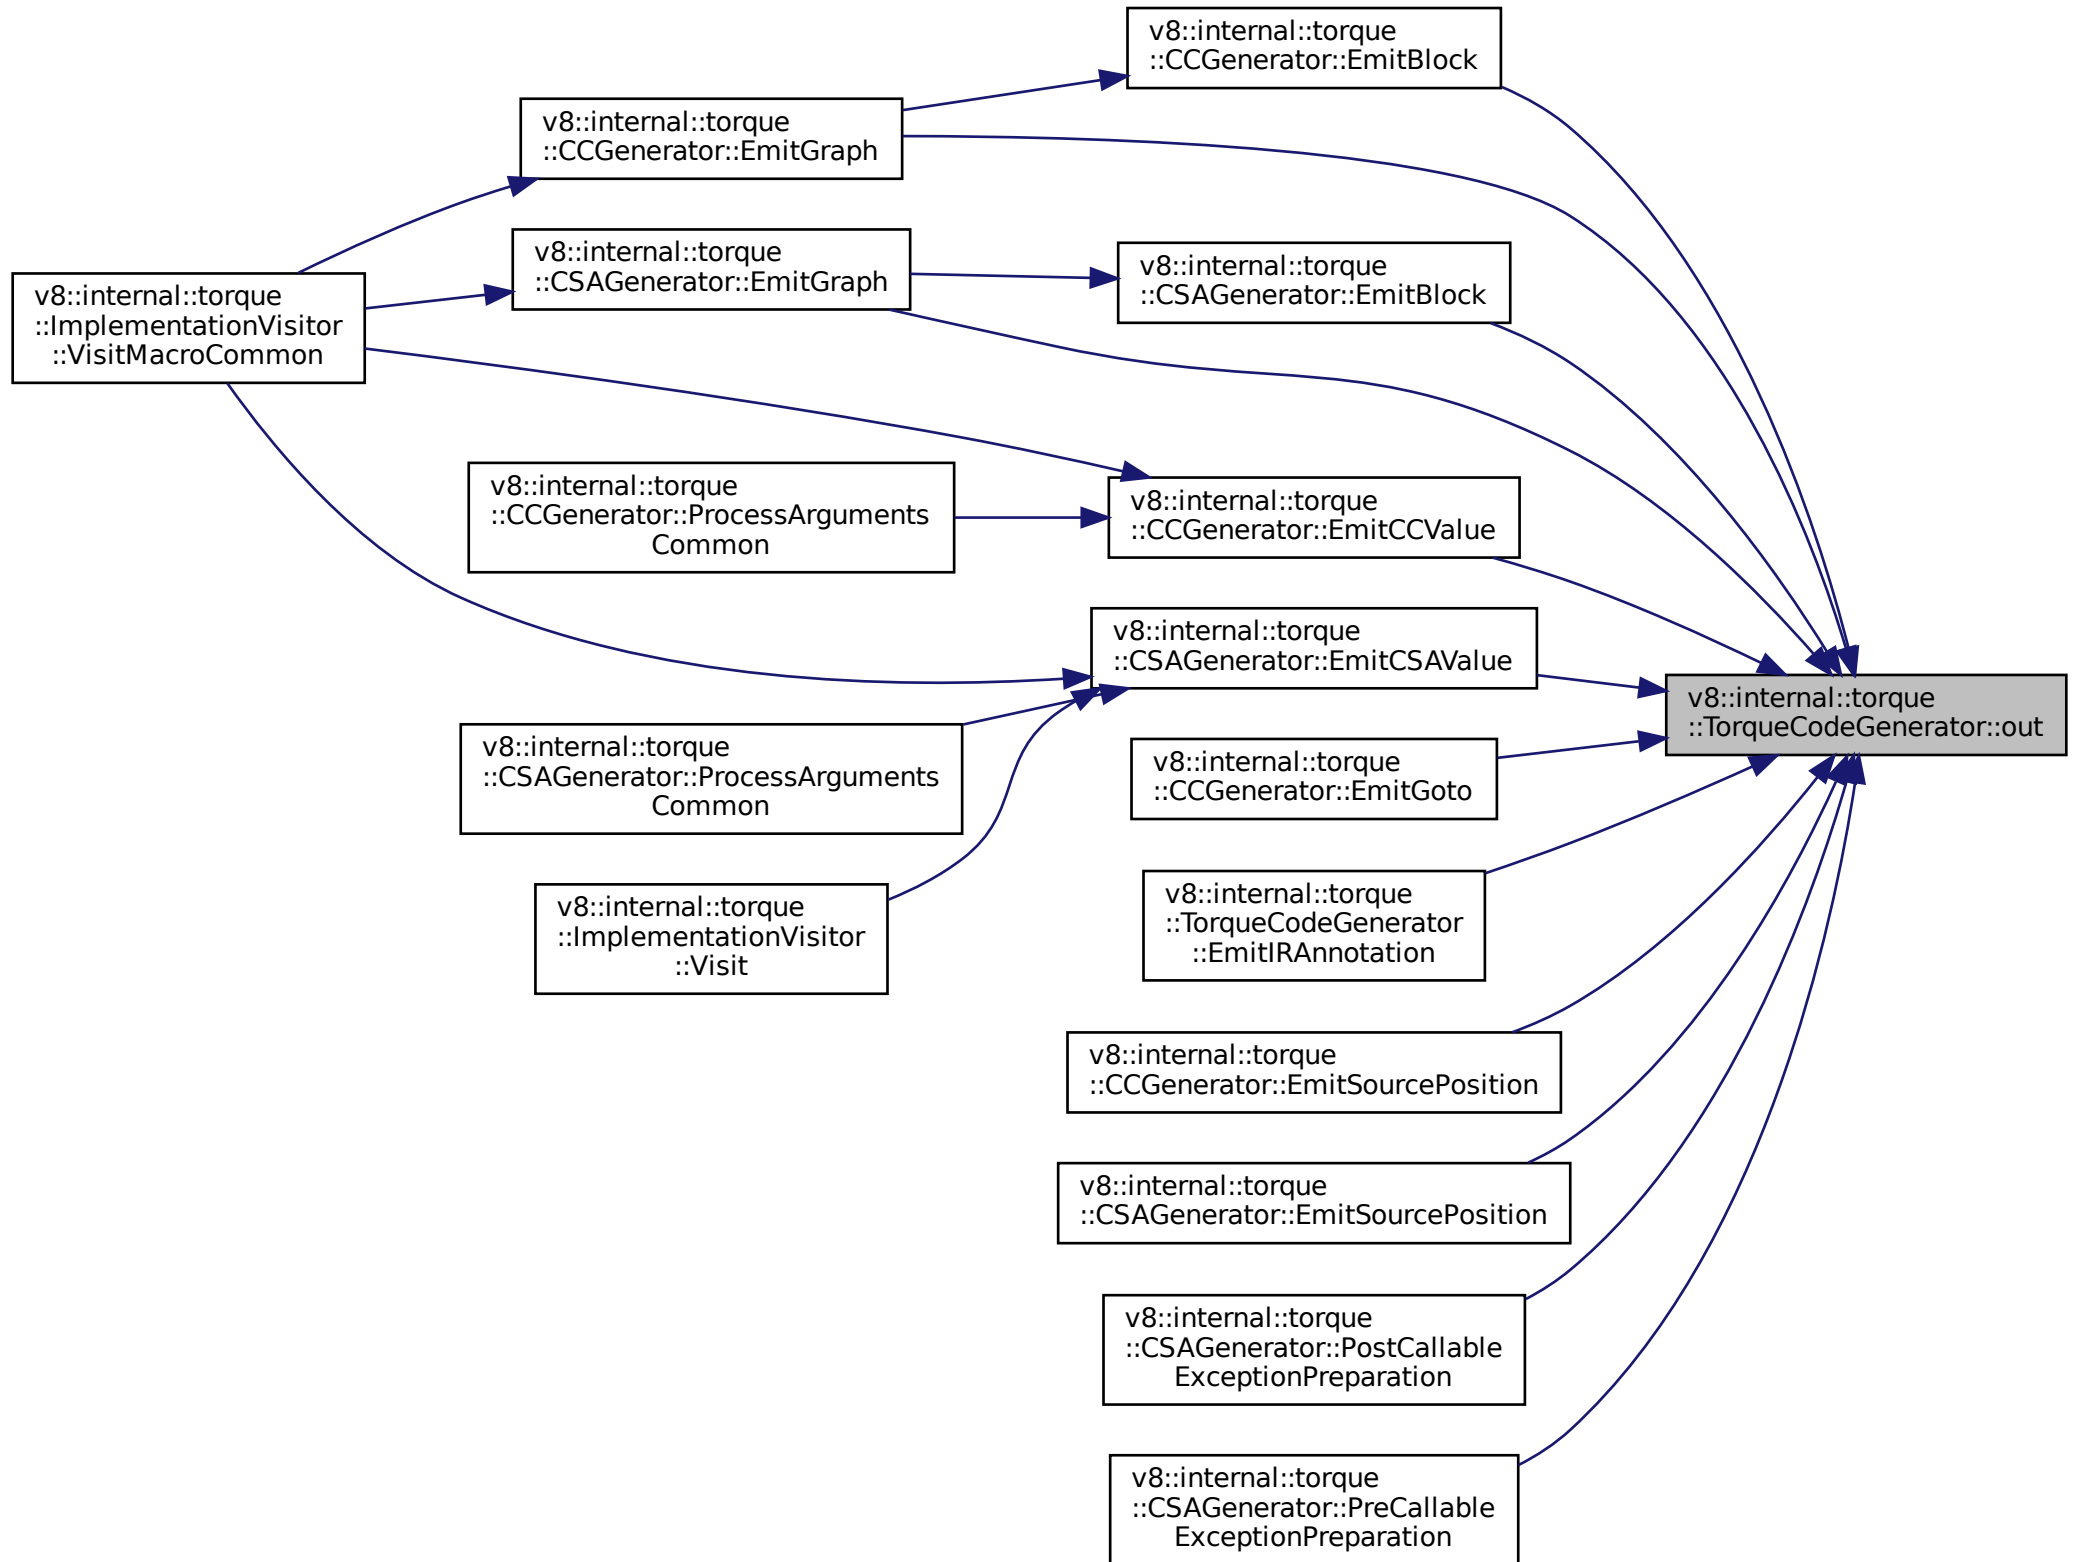 v8::internal::torque
::CCGenerator::EmitBlock
v8::internal::torque
::CCGenerator::EmitGraph
v8::internal::torque
::CSAGenerator::EmitGraph
v8::internal::torque
::CSAGenerator::EmitBlock
v8::internal::torque
::ImplementationVisitor
::VisitMacroCommon
v8::internal::torque
::CCGenerator::ProcessArguments
Common
v8::internal::torque
::CCGenerator::EmitCCValue
v8::internal::torque
::CSAGenerator::EmitCSAValue
v8::internal::torque
::TorqueCodeGenerator::out
v8::internal::torque
::CSAGenerator::ProcessArguments
Common
v8::internal::torque
::CCGenerator::EmitGoto
v8::internal::torque
::ImplementationVisitor
::Visit
v8::internal::torque
::TorqueCodeGenerator
::EmitIRAnnotation
v8::internal::torque
::CCGenerator::EmitSourcePosition
v8::internal::torque
::CSAGenerator::EmitSourcePosition
v8::internal::torque
::CSAGenerator::PostCallable
ExceptionPreparation
v8::internal::torque
::CSAGenerator::PreCallable
ExceptionPreparation